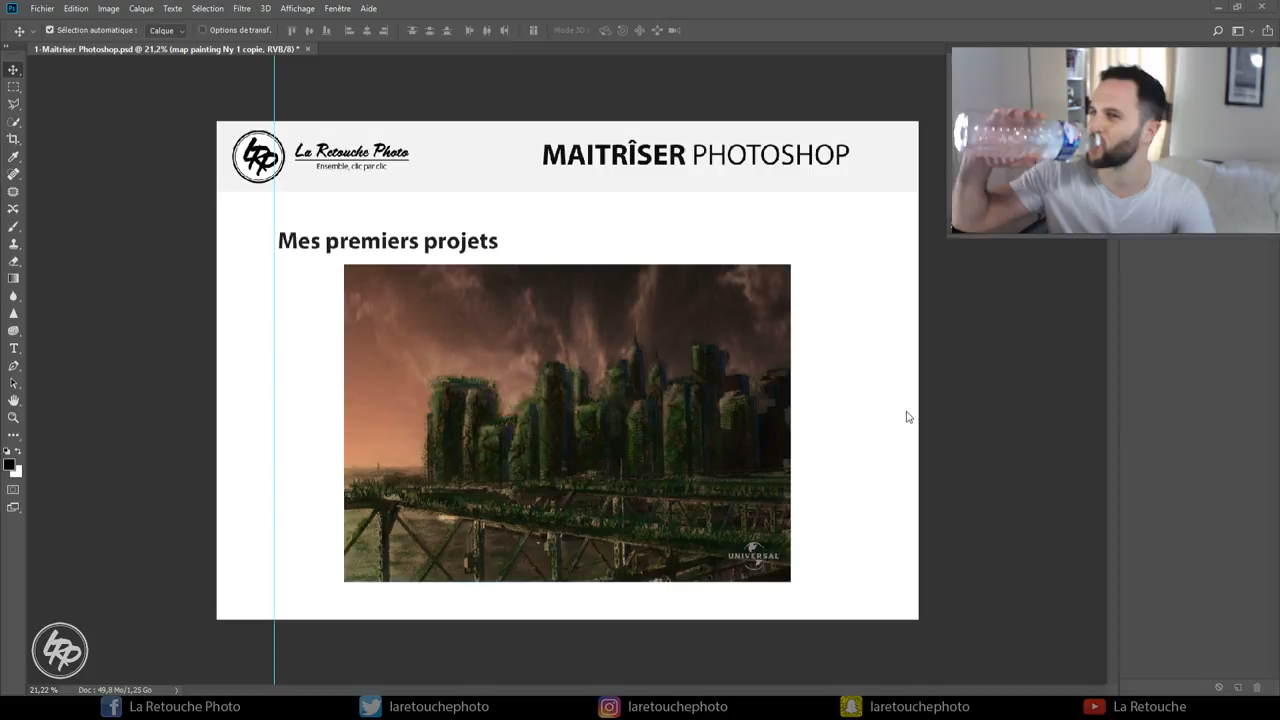 Fichier Edition Image Calque Texte Sélection Filtre 3D Affichage Fenêtre Aide
Sélection automatique : Calque Options de transf. Mode 3D :
1-Maitriser Photoshop.psd @ 21,2% (map painting Ny 1 copie, RVB/8) *
La Retouche Photo
Ensemble, clic par clic
MAITRÎSER PHOTOSHOP
Mes premiers projets
UNIVERSAL
LRP
21,22 % Doc : 49,8 Mo/1,25 Go
La Retouche Photo laretouchephoto laretouchephoto laretouchephoto La Retouche